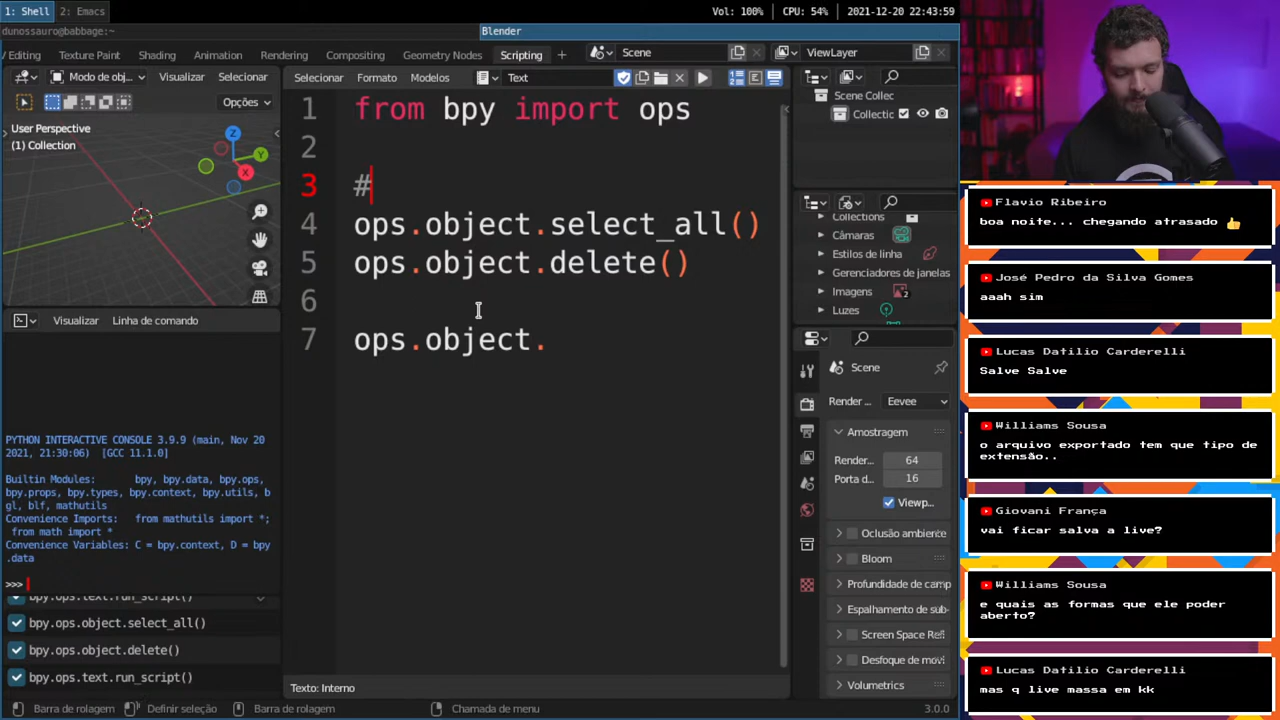 1: Shell
2: Emacs
Vol: 100%
CPU: 54%
2021-12-20 22:43:59
dunossauro@babbage:~
Blender
Editing
Texture Paint
Shading
Animation
Rendering
Compositing
Geometry Nodes
Scripting
+
Scene
ViewLayer
Modo de obj...
Visualizar
Selecionar
Selecionar
Formato
Modelos
Text
Opções
Scene Collec
Collectic
User Perspective
(1) Collection
Z
Y
X
1 from bpy import ops
2
3 #
4 ops.object.select_all()
5 ops.object.delete()
6
7 ops.object.
Collections
Câmaras
Estilos de linha
Gerenciadores de janelas
Imagens
2
Luzes
Visualizar
Linha de comando
PYTHON INTERACTIVE CONSOLE 3.9.9 (main, Nov 20
2021, 21:30:06) [GCC 11.1.0]
Builtin Modules: bpy, bpy.data, bpy.ops,
bpy.props, bpy.types, bpy.context, bpy.utils, b
gl, blf, mathutils
Convenience Imports: from mathutils import *;
from math import *
Convenience Variables: C = bpy.context, D = bpy
.data
>>>
bpy.ops.text.run_script()
bpy.ops.object.select_all()
bpy.ops.object.delete()
bpy.ops.text.run_script()
Scene
Render ...
Eevee
Amostragem
Render...
64
Porta d...
16
Viewp...
Oclusão ambiente
Bloom
Profundidade de camp
Espalhamento de sub-
Screen Space Refl
Desfoque de movi
Volumetrics
Texto: Interno
Barra de rolagem
Definir seleção
Barra de rolagem
Chamada de menu
3.0.0
Flavio Ribeiro
boa noite... chegando atrasado 👍
José Pedro da Silva Gomes
aaah sim
Lucas Datilio Carderelli
Salve Salve
Williams Sousa
o arquivo exportado tem que tipo de
extensão..
Giovani França
vai ficar salva a live?
Williams Sousa
e quais as formas que ele poder
aberto?
Lucas Datilio Carderelli
mas q live massa em kk